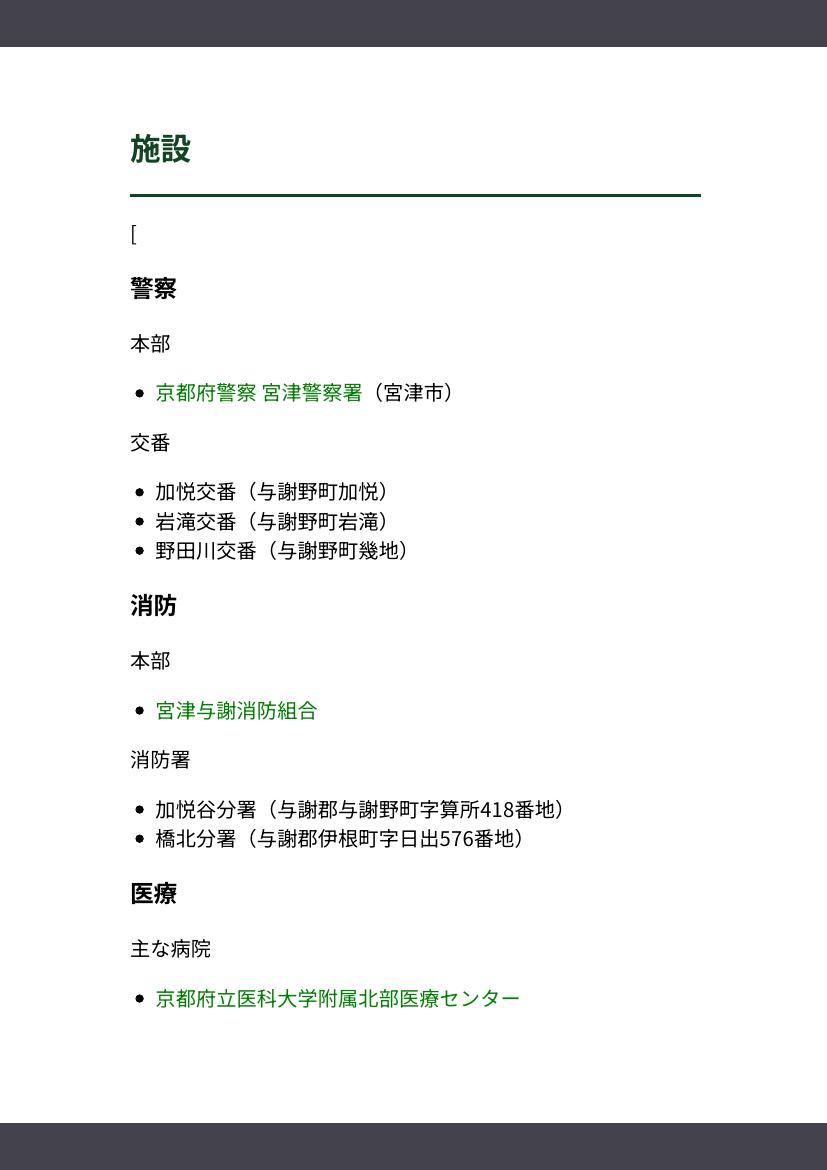 施設
[
警察
本部
京都府警察 宮津警察署（宮津市）
交番
加悦交番（与謝野町加悦）
岩滝交番（与謝野町岩滝）
野田川交番（与謝野町幾地）
消防
本部
宮津与謝消防組合
消防署
加悦谷分署（与謝郡与謝野町字算所418番地）
橋北分署（与謝郡伊根町字日出576番地）
医療
主な病院
京都府立医科大学附属北部医療センター